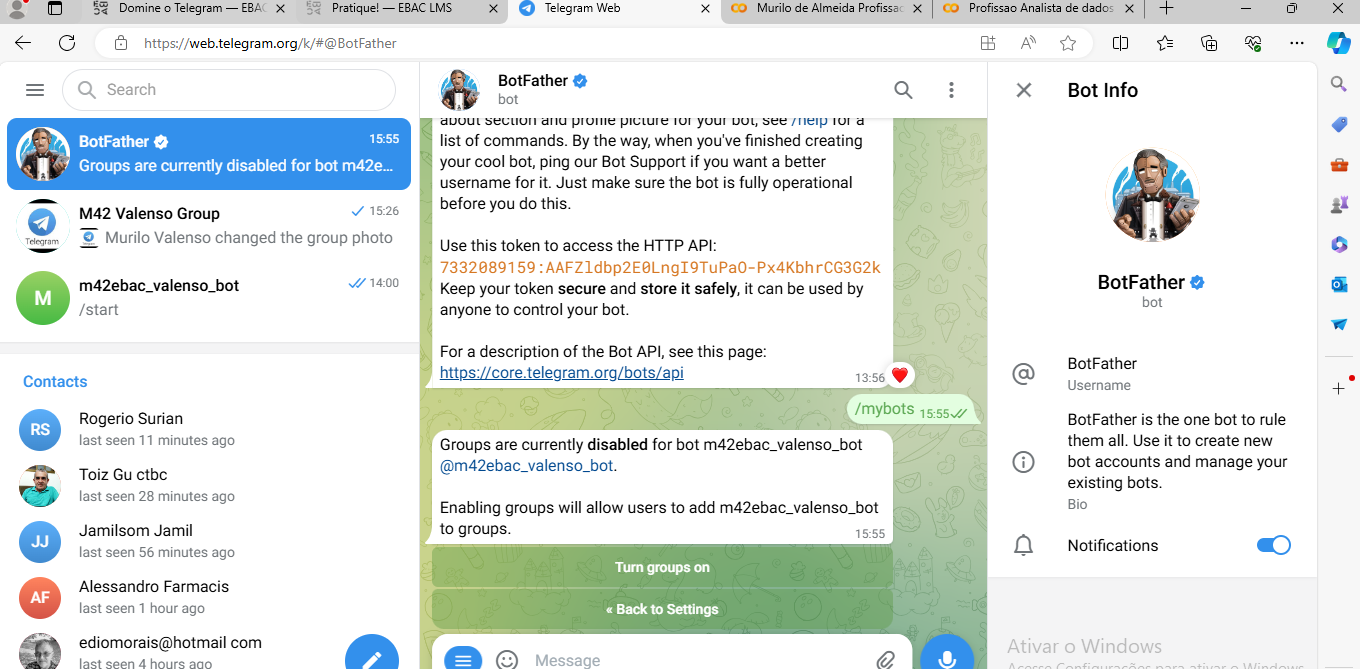 Domine o Telegram — EBAC
Pratique! — EBAC LMS
Telegram Web
Murilo de Almeida Profissac
Profissao Analista de dados
https://web.telegram.org/k/#@BotFather
Search
BotFather
15:55
Groups are currently disabled for bot m42e...
M42 Valenso Group
15:26
Telegram
Murilo Valenso changed the group photo
M
m42ebac_valenso_bot
14:00
/start
Contacts
RS
Rogerio Surian
last seen 11 minutes ago
Toiz Gu ctbc
last seen 28 minutes ago
JJ
Jamilsom Jamil
last seen 56 minutes ago
AF
Alessandro Farmacis
last seen 1 hour ago
ediomorais@hotmail com
last seen 4 hours ago
BotFather
bot
about section and profile picture for your bot, see /help for a
list of commands. By the way, when you've finished creating
your cool bot, ping our Bot Support if you want a better
username for it. Just make sure the bot is fully operational
before you do this.
Use this token to access the HTTP API:
7332089159:AAFZldbp2E0LngI9TuPaO-Px4KbhrCG3G2k
Keep your token secure and store it safely, it can be used by
anyone to control your bot.
For a description of the Bot API, see this page:
https://core.telegram.org/bots/api
13:56
/mybots 15:55
Groups are currently disabled for bot m42ebac_valenso_bot
@m42ebac_valenso_bot.
Enabling groups will allow users to add m42ebac_valenso_bot
to groups.
15:55
Turn groups on
« Back to Settings
Message
Bot Info
BotFather
bot
BotFather
Username
BotFather is the one bot to rule
them all. Use it to create new
bot accounts and manage your
existing bots.
Bio
Notifications
Ativar o Windows
Acesse Configurações para ativar o Windows